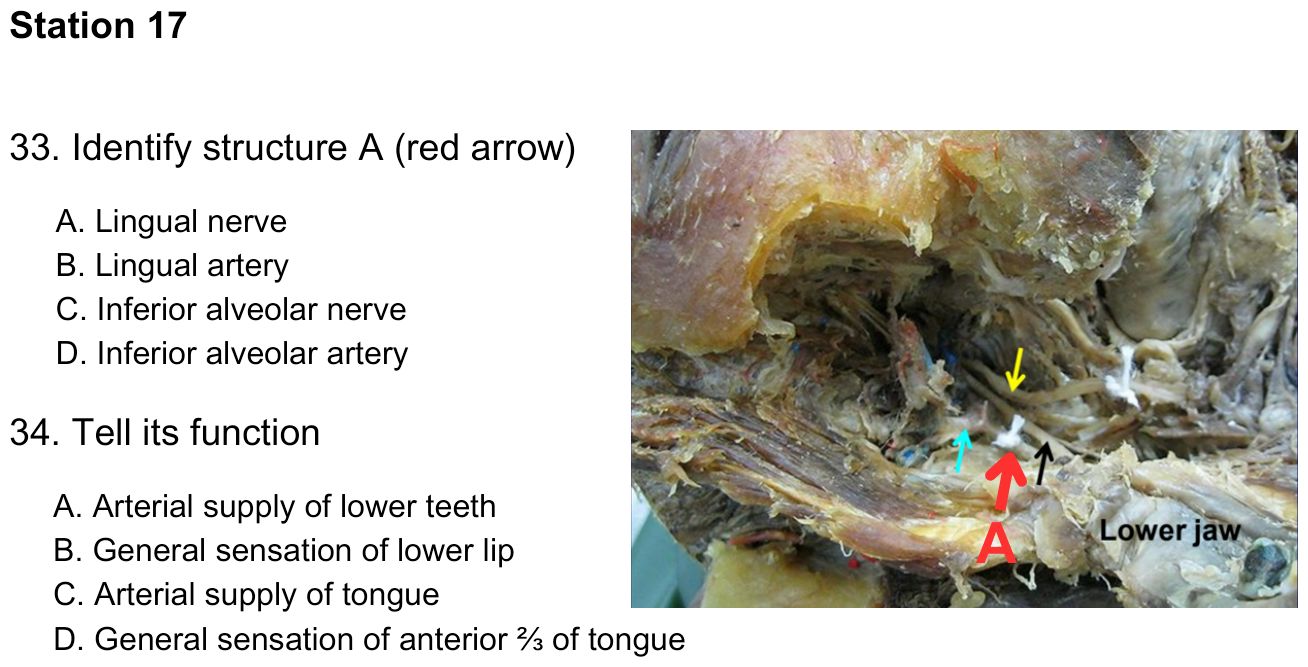 Station 17
33. Identify structure A (red arrow)
A. Lingual nerve
B. Lingual artery
C. Inferior alveolar nerve
D. Inferior alveolar artery
34. Tell its function
A. Arterial supply of lower teeth
B. General sensation of lower lip
C. Arterial supply of tongue
D. General sensation of anterior ⅔ of tongue
A
Lower jaw